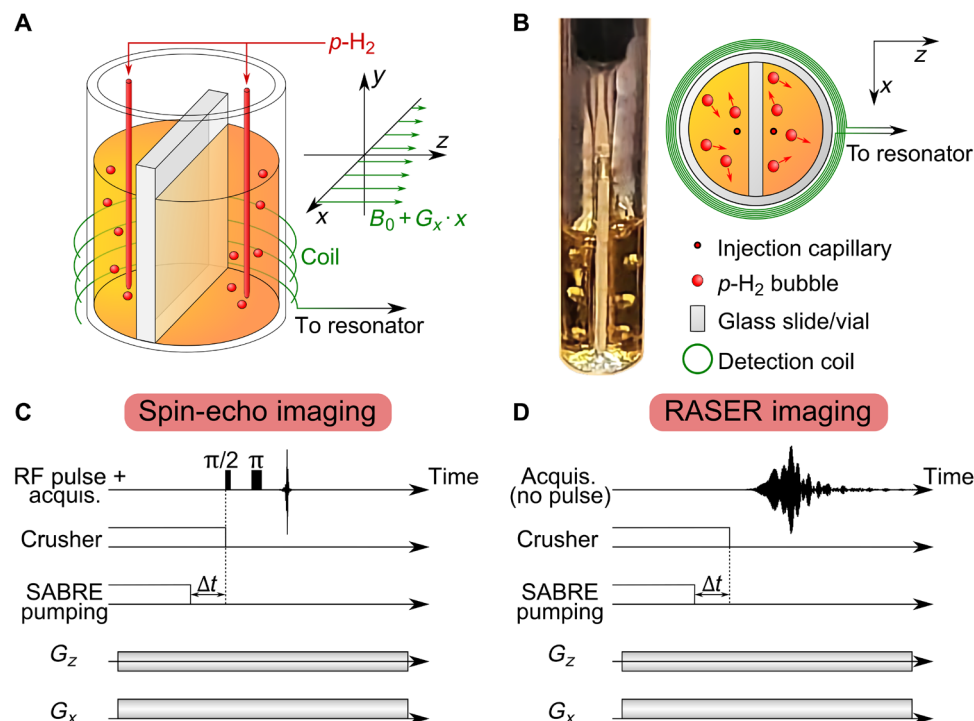 A
p-H2
y
z
x
B0 + Gx · x
Coil
To resonator
B
z
x
To resonator
Injection capillary
p-H2 bubble
Glass slide/vial
Detection coil
C
Spin-echo imaging
π/2 π
RF pulse +
acquis.
Time
Crusher
SABRE
pumping
Δt
Gz
Gx
D
RASER imaging
Acquis.
(no pulse)
Time
Crusher
SABRE
pumping
Δt
Gz
Gx